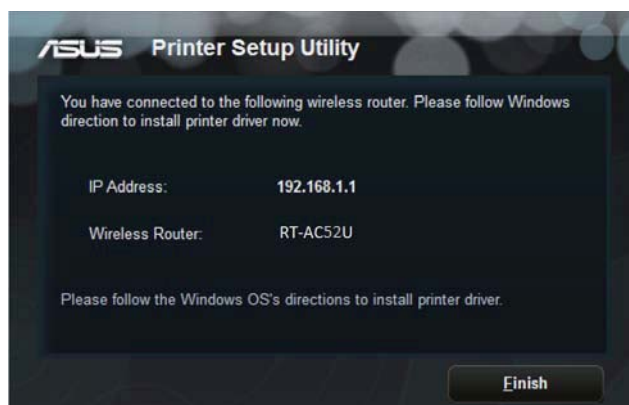 ASUS Printer Setup Utility
You have connected to the following wireless router. Please follow Windows
direction to install printer driver now.
IP Address: 192.168.1.1
Wireless Router: RT-AC52U
Please follow the Windows OS's directions to install printer driver.
Finish